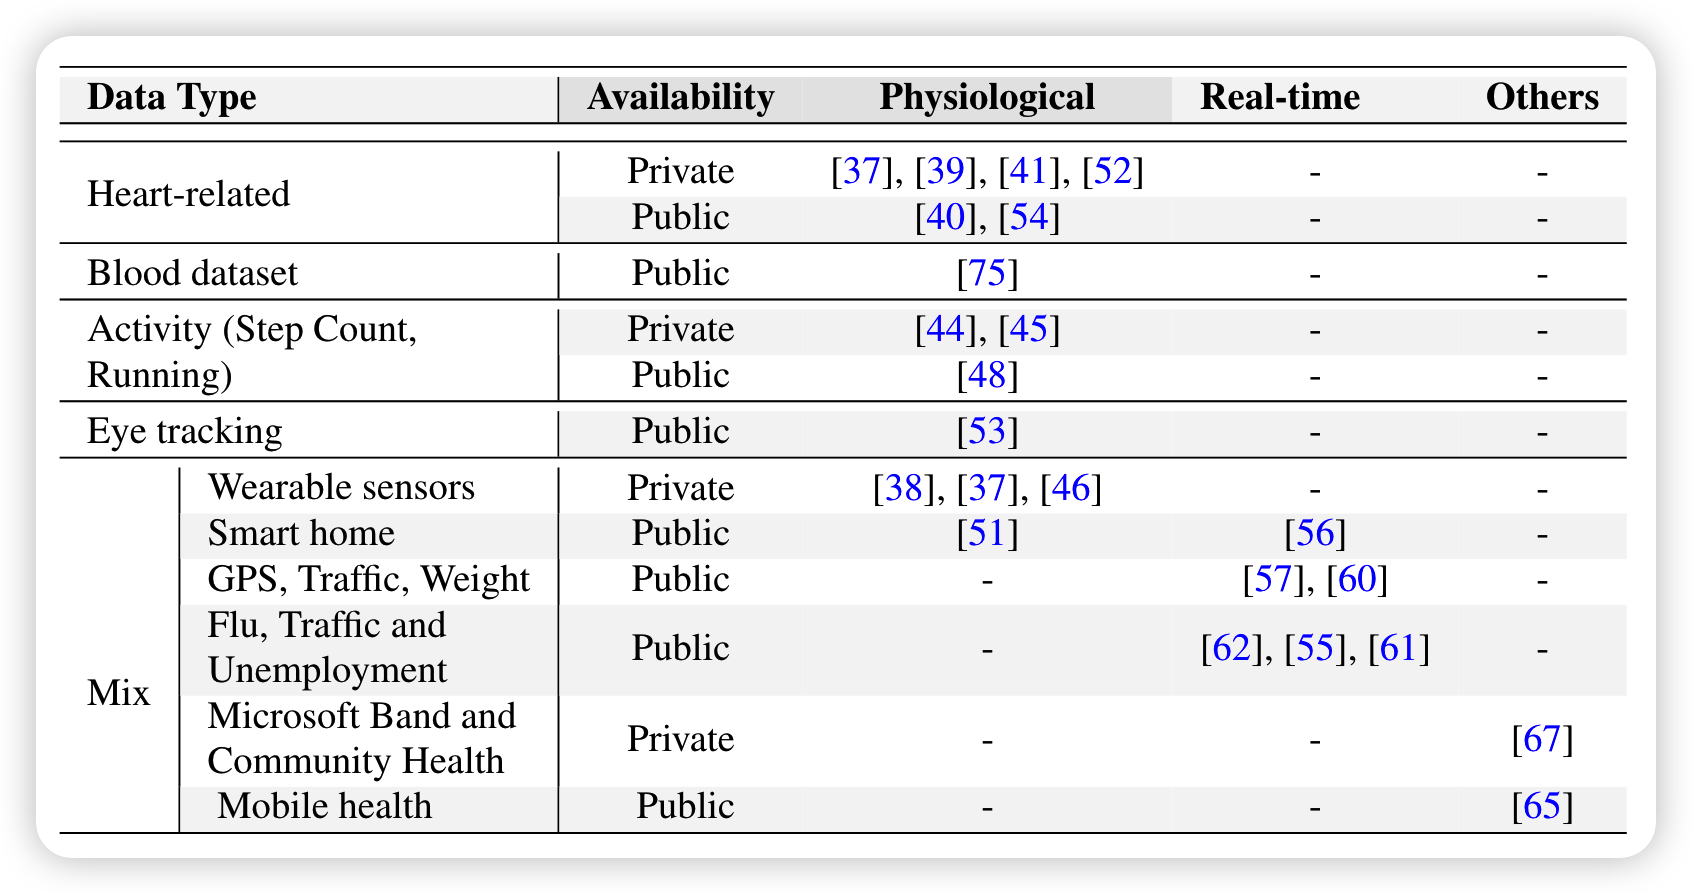 Data Type Availability Physiological Real-time Others
Heart-related
Private [37], [39], [41], [52] - -
Public [40], [54] - -
Blood dataset Public [75] - -
Activity (Step Count,
Running)
Private [44], [45] - -
Public [48] - -
Eye tracking Public [53] - -
Mix
Wearable sensors Private [38], [37], [46] - -
Smart home Public [51] [56] -
GPS, Traffic, Weight Public - [57], [60] -
Flu, Traffic and
Unemployment
Public - [62], [55], [61] -
Microsoft Band and
Community Health
Private - - [67]
Mobile health Public - - [65]